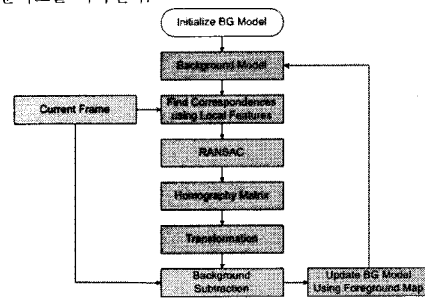 Initialize BG Model
Background Model
Current Frame
Find Correspondences
using Local Features
RANSAC
Homography Matrix
Transformation
Background
Subtraction
Update BG Model
Using Foreground Map